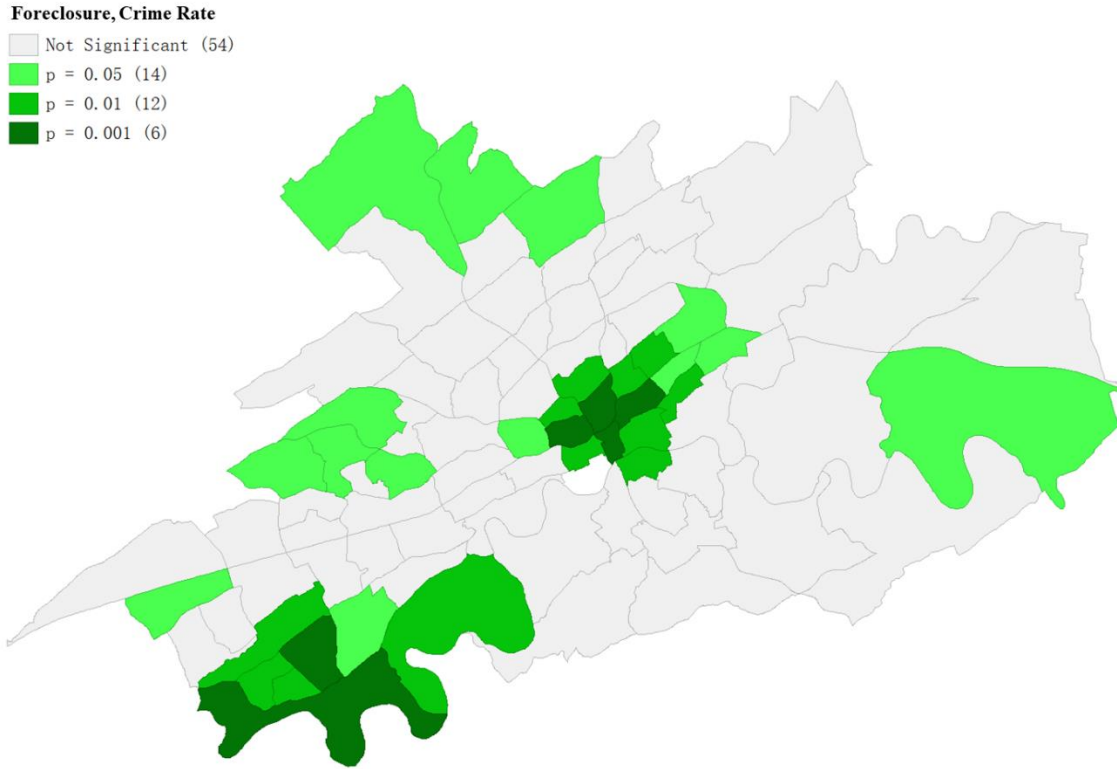 Foreclosure, Crime Rate
Not Significant (54)
p = 0.05 (14)
p = 0.01 (12)
p = 0.001 (6)